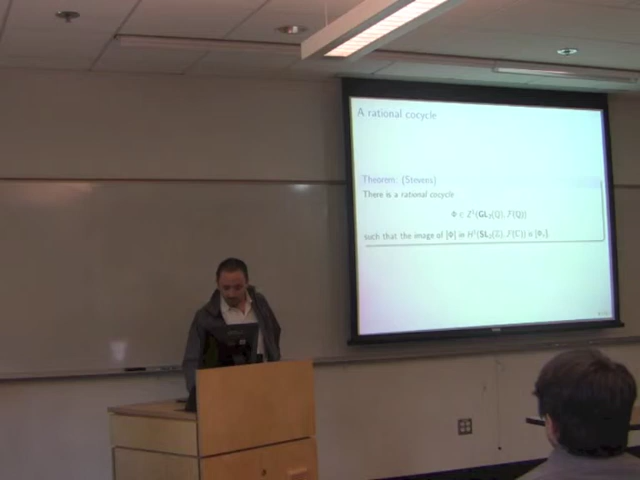 A rational cocycle
Theorem: (Stevens)
There is a rational cocycle
Φ ∈ Z¹(GL₂(Q), F(Q))
such that the image of [Φ] in H¹(SL₂(Z), F(C)) is [Φₑ].